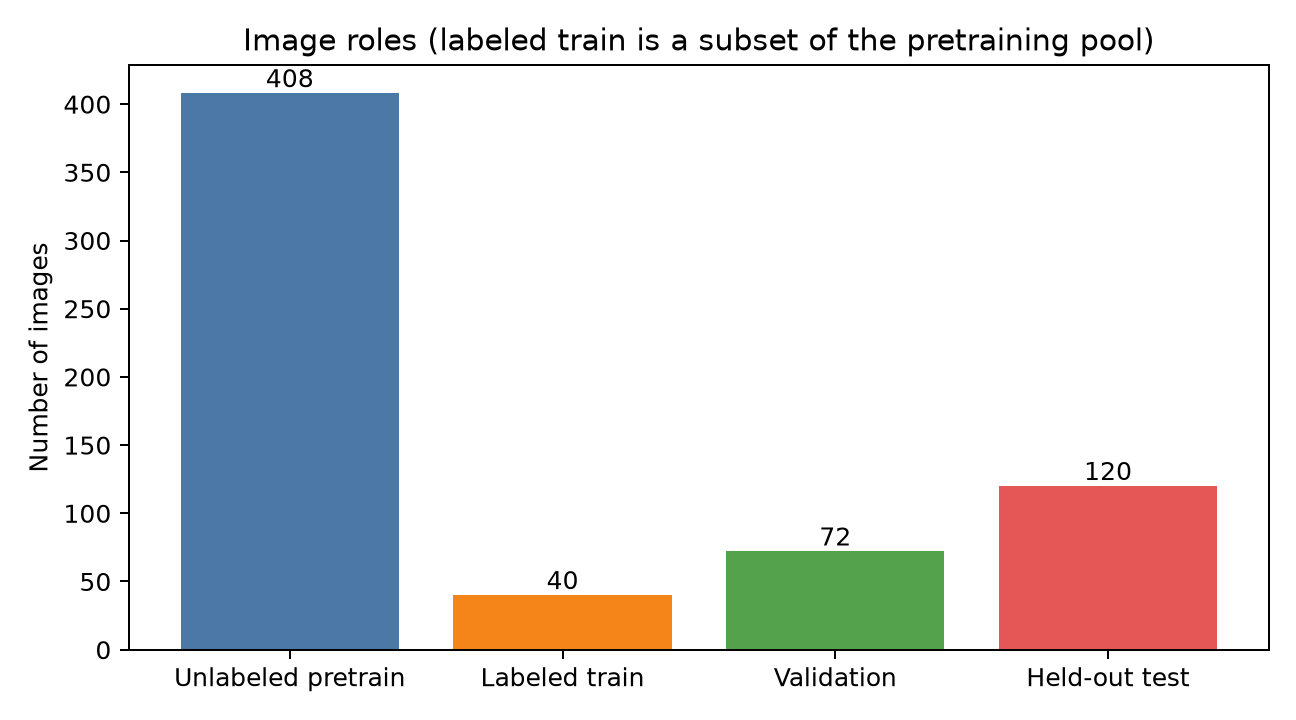 Image roles (labeled train is a subset of the pretraining pool)
Number of images
400
350
300
250
200
150
100
50
0
408
40
72
120
Unlabeled pretrain
Labeled train
Validation
Held-out test